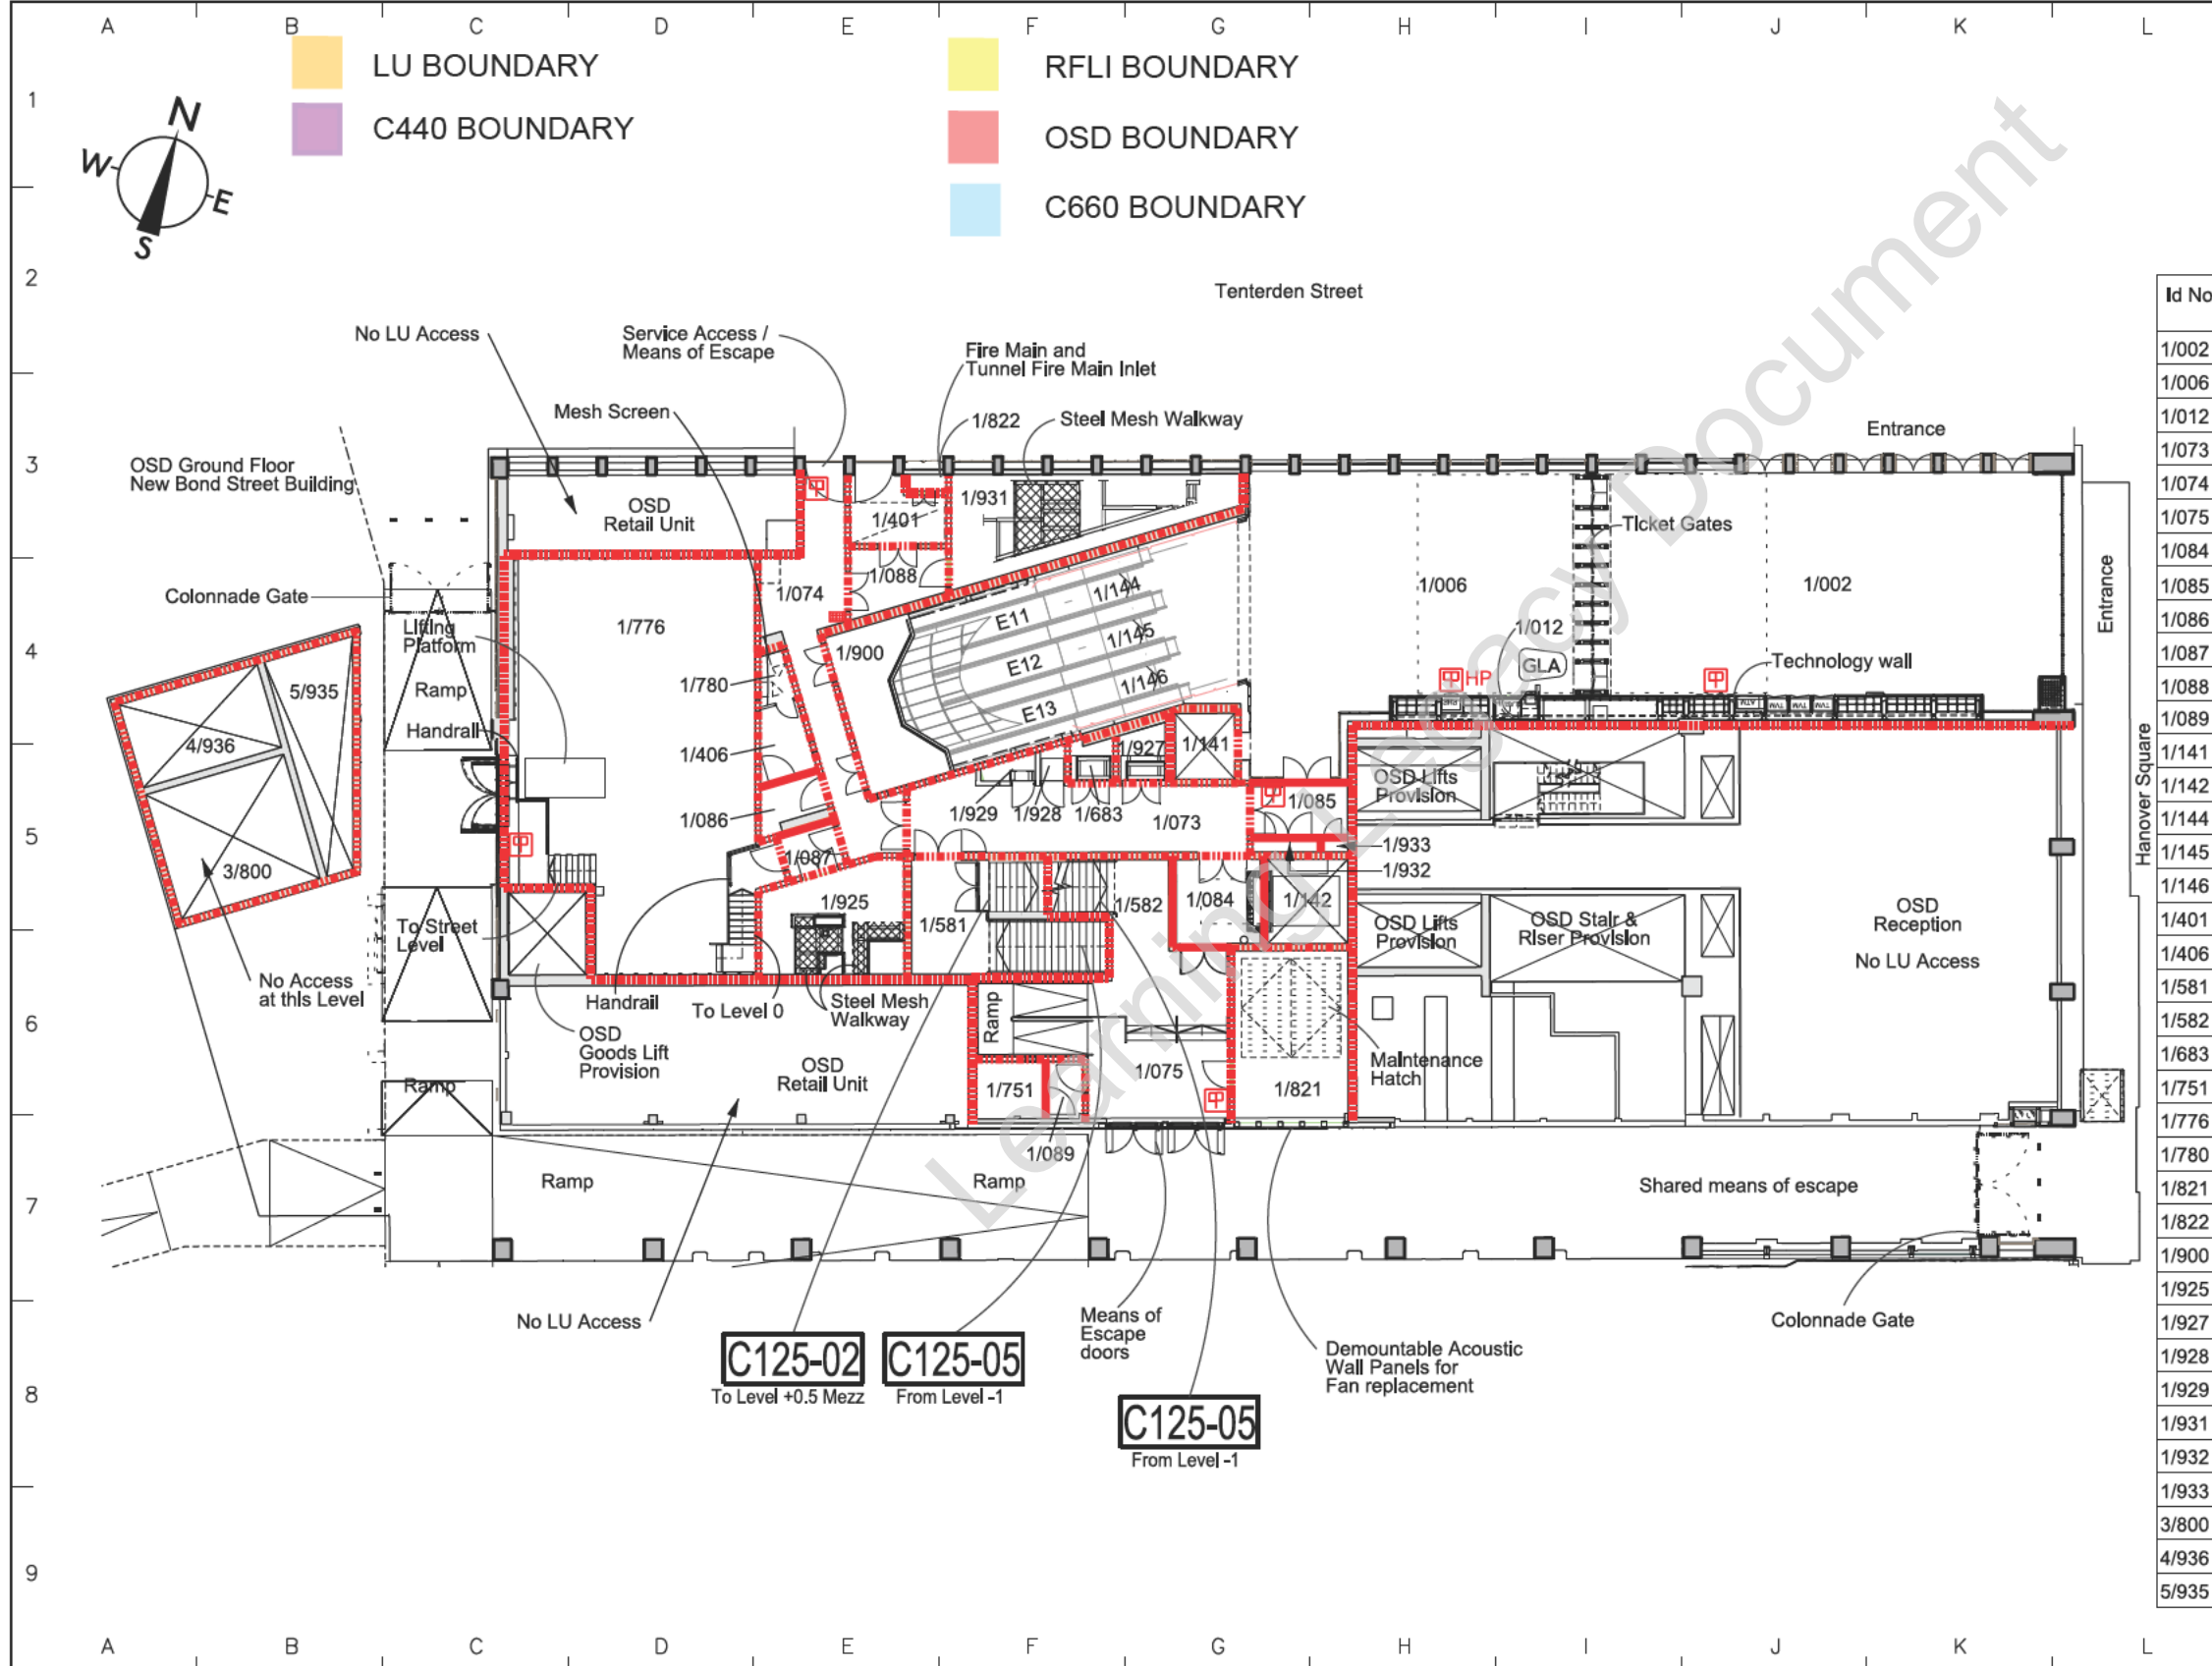 A B C D E F G H I J K L
LU BOUNDARY
RFLI BOUNDARY
C440 BOUNDARY
OSD BOUNDARY
C660 BOUNDARY
N
W
E
S
1
2
3
4
5
6
7
8
9
Tenterden Street
No LU Access
Service Access /
Means of Escape
Fire Main and
Tunnel Fire Main Inlet
Mesh Screen
1/822
Steel Mesh Walkway
Entrance
OSD Ground Floor
New Bond Street Building
OSD
Retail Unit
1/401
1/931
Ticket Gates
Colonnade Gate
1/074
1/088
1/144
1/006
1/002
Entrance
Lifting
Platform
1/776
E11
1/145
1/012
1/900
E12
1/146
GLA
HP
Technology wall
5/935
Ramp
1/780
E13
Handrail
4/936
1/406
1/927
1/141
OSD Lifts
Provision
Hanover Square
1/086
1/929
1/928
1/683
1/073
1/085
1/933
1/087
1/932
3/800
1/925
1/581
1/582
1/084
1/142
OSD Lifts
Provision
OSD Stair &
Riser Provision
OSD
Reception
No LU Access
To Street
Level
No Access
at this Level
Handrail
To Level 0
Steel Mesh
Walkway
Ramp
OSD
Goods Lift
Provision
OSD
Retail Unit
Ramp
1/751
1/075
1/821
Maintenance
Hatch
1/089
Ramp
Ramp
Shared means of escape
No LU Access
Means of
Escape
doors
Colonnade Gate
C125-02
To Level +0.5 Mezz
C125-05
From Level -1
Demountable Acoustic
Wall Panels for
Fan replacement
C125-05
From Level -1
ATM
TVM
TVM
TVM
Learning Legacy Document
Id No
1/002
1/006
1/012
1/073
1/074
1/075
1/084
1/085
1/086
1/087
1/088
1/089
1/141
1/142
1/144
1/145
1/146
1/401
1/406
1/581
1/582
1/683
1/751
1/776
1/780
1/821
1/822
1/900
1/925
1/927
1/928
1/929
1/931
1/932
1/933
3/800
4/936
5/935
A B C D E F G H I J K L